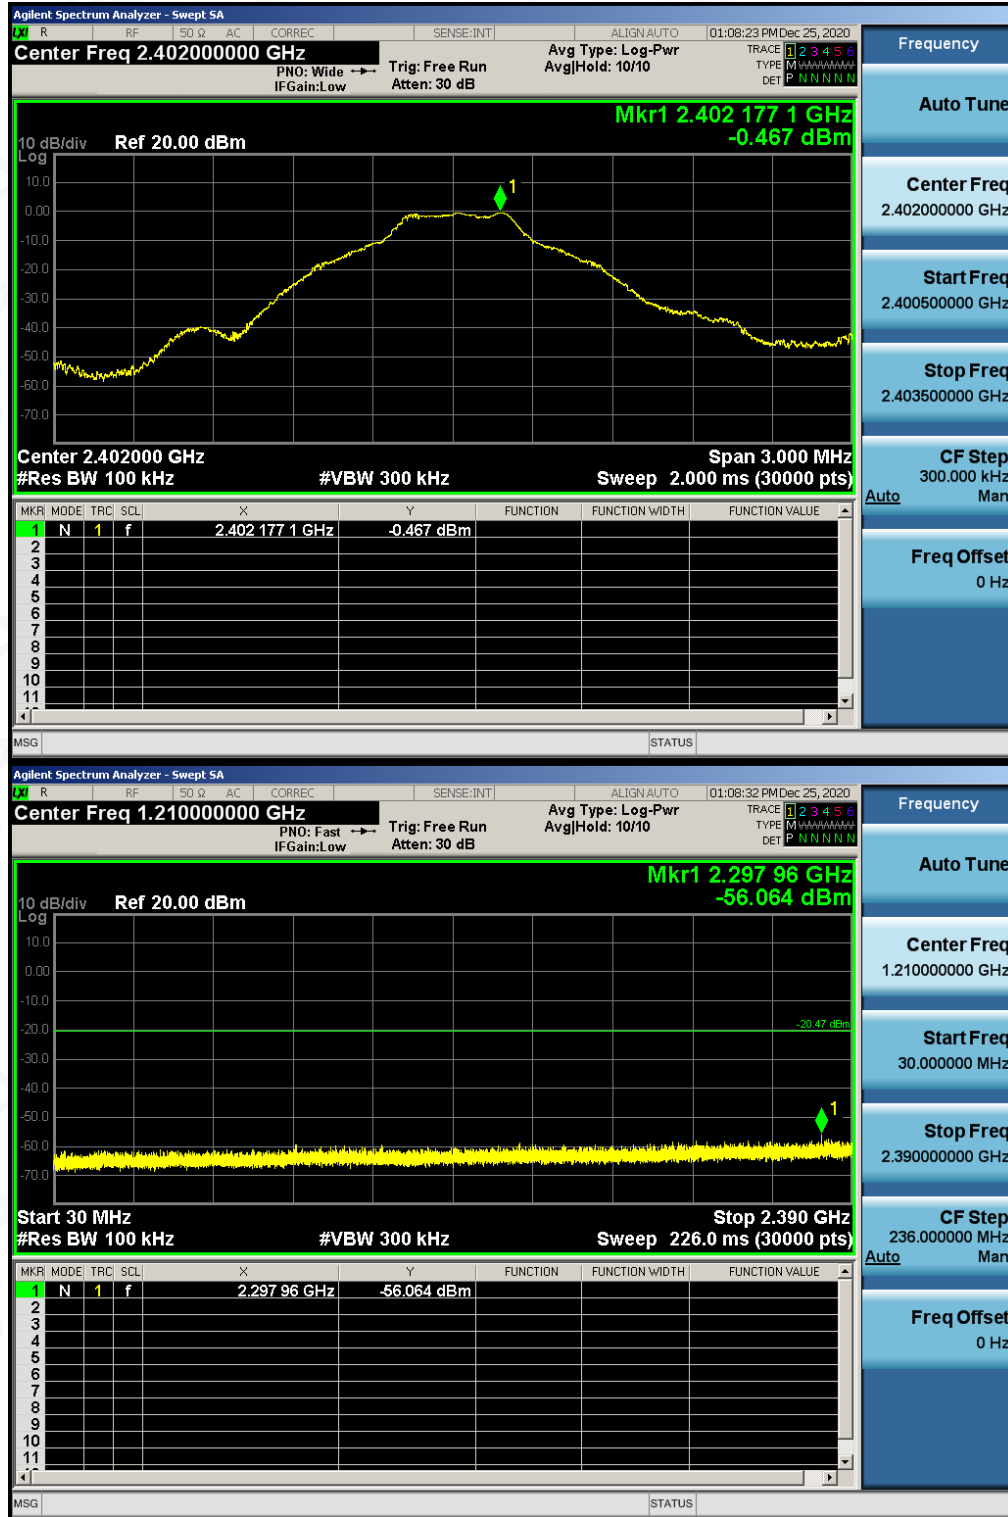 Agilent Spectrum Analyzer - Swept SA
LXI R RF 50 Ω AC CORREC SENSE:INT ALIGN AUTO 01:08:23 PM Dec 25, 2020
Center Freq 2.402000000 GHz
PNO: Wide
IFGain:Low
Trig: Free Run
Atten: 30 dB
Avg Type: Log-Pwr
Avg|Hold: 10/10
TRACE 1 2 3 4 5 6
TYPE M WWWWW
DET P N N N N N
Frequency
Auto Tune
Center Freq
2.402000000 GHz
Start Freq
2.400500000 GHz
Stop Freq
2.403500000 GHz
CF Step
300.000 kHz
Auto Man
Freq Offset
0 Hz
Mkr1 2.402 177 1 GHz
-0.467 dBm
10 dB/div Ref 20.00 dBm
Log
10.0
0.00
-10.0
-20.0
-30.0
-40.0
-50.0
-60.0
-70.0
1
Center 2.402000 GHz Span 3.000 MHz
#Res BW 100 kHz #VBW 300 kHz Sweep 2.000 ms (30000 pts)
MKR MODE TRC SCL X Y FUNCTION FUNCTION WIDTH FUNCTION VALUE
1 N 1 f 2.402 177 1 GHz -0.467 dBm
2
3
4
5
6
7
8
9
10
11
MSG STATUS
Agilent Spectrum Analyzer - Swept SA
LXI R RF 50 Ω AC CORREC SENSE:INT ALIGN AUTO 01:08:32 PM Dec 25, 2020
Center Freq 1.210000000 GHz
PNO: Fast
IFGain:Low
Trig: Free Run
Atten: 30 dB
Avg Type: Log-Pwr
Avg|Hold: 10/10
TRACE 1 2 3 4 5 6
TYPE M WWWWW
DET P N N N N N
Frequency
Auto Tune
Center Freq
1.210000000 GHz
Start Freq
30.000000 MHz
Stop Freq
2.390000000 GHz
CF Step
236.000000 MHz
Auto Man
Freq Offset
0 Hz
Mkr1 2.297 96 GHz
-56.064 dBm
10 dB/div Ref 20.00 dBm
Log
10.0
0.00
-10.0
-20.0
-30.0
-40.0
-50.0
-60.0
-70.0
-20.47 dBm
1
Start 30 MHz Stop 2.390 GHz
#Res BW 100 kHz #VBW 300 kHz Sweep 226.0 ms (30000 pts)
MKR MODE TRC SCL X Y FUNCTION FUNCTION WIDTH FUNCTION VALUE
1 N 1 f 2.297 96 GHz -56.064 dBm
2
3
4
5
6
7
8
9
10
11
MSG STATUS